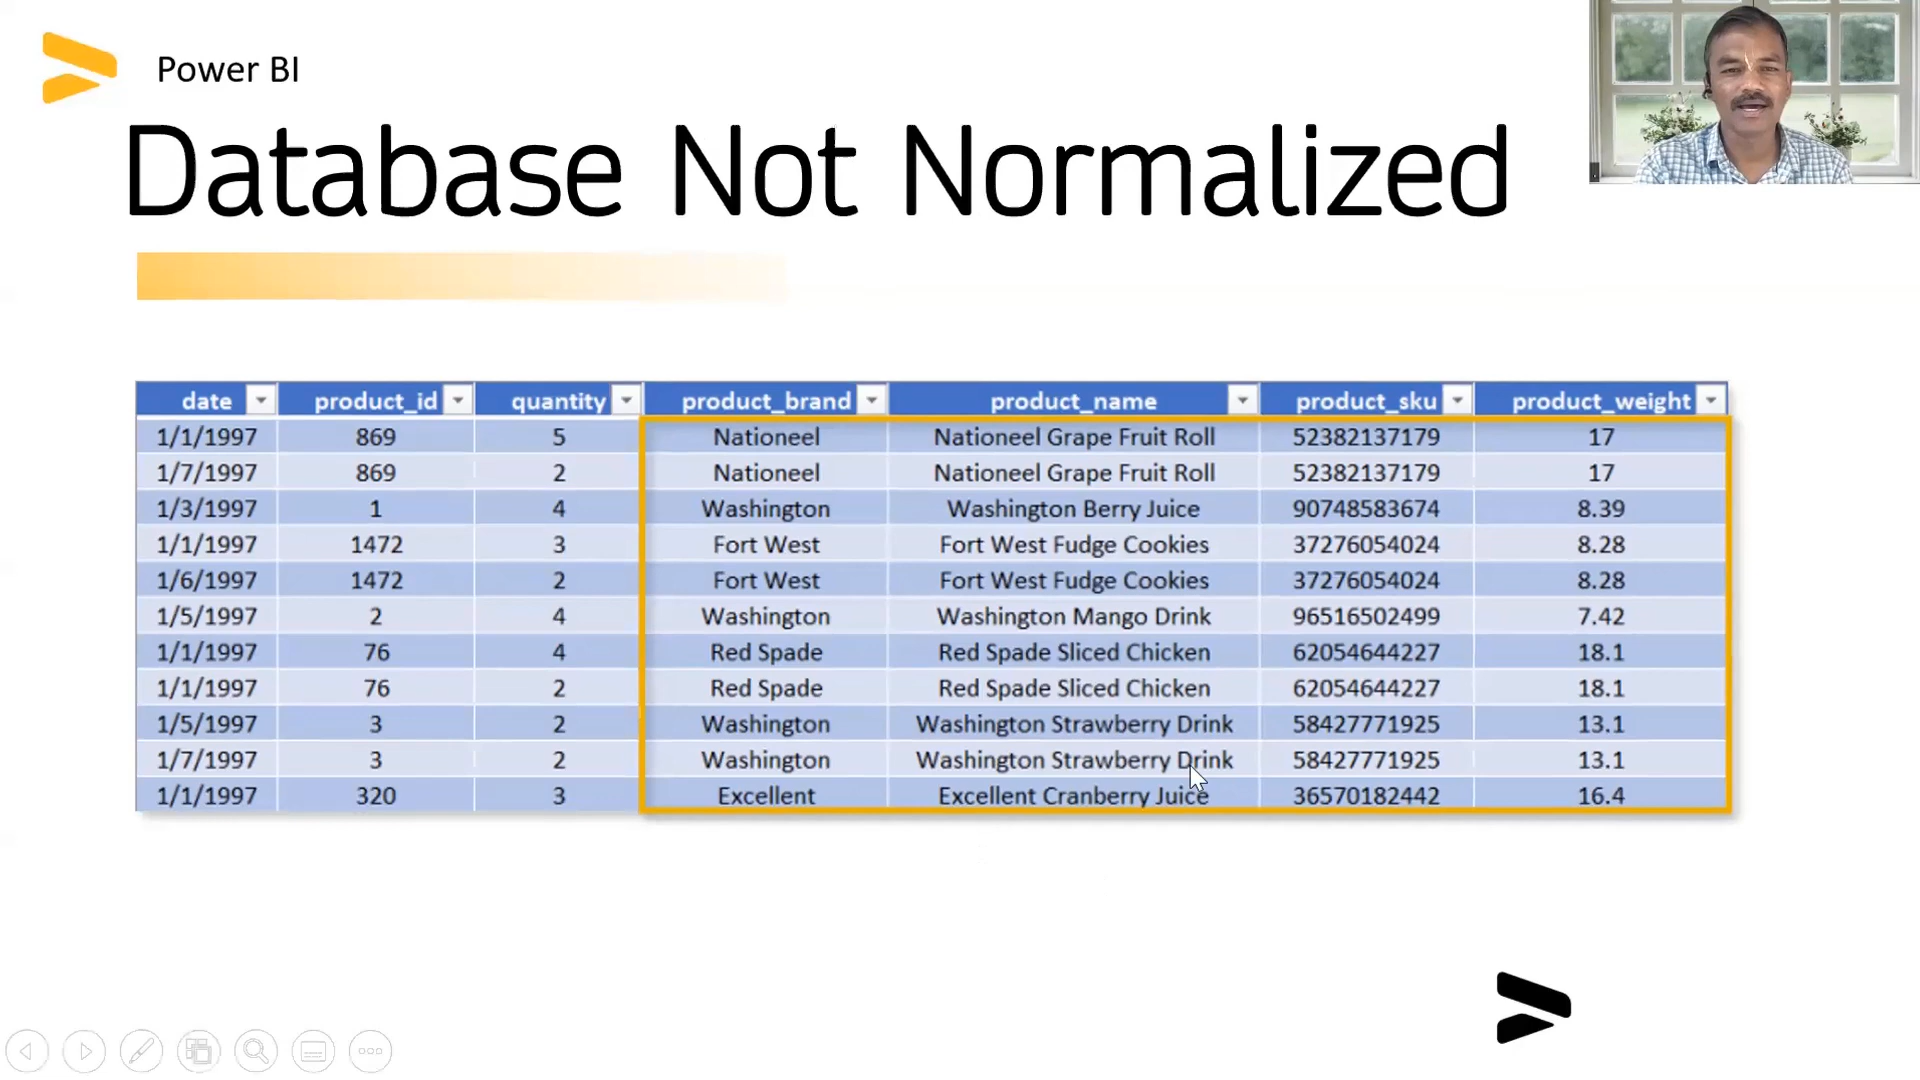 Power BI
Database Not Normalized
date product_id quantity product_brand product_name product_sku product_weight
1/1/1997 869 5 Nationeel Nationeel Grape Fruit Roll 52382137179 17
1/7/1997 869 2 Nationeel Nationeel Grape Fruit Roll 52382137179 17
1/3/1997 1 4 Washington Washington Berry Juice 90748583674 8.39
1/1/1997 1472 3 Fort West Fort West Fudge Cookies 37276054024 8.28
1/6/1997 1472 2 Fort West Fort West Fudge Cookies 37276054024 8.28
1/5/1997 2 4 Washington Washington Mango Drink 96516502499 7.42
1/1/1997 76 4 Red Spade Red Spade Sliced Chicken 62054644227 18.1
1/1/1997 76 2 Red Spade Red Spade Sliced Chicken 62054644227 18.1
1/5/1997 3 2 Washington Washington Strawberry Drink 58427771925 13.1
1/7/1997 3 2 Washington Washington Strawberry Drink 58427771925 13.1
1/1/1997 320 3 Excellent Excellent Cranberry Juice 36570182442 16.4